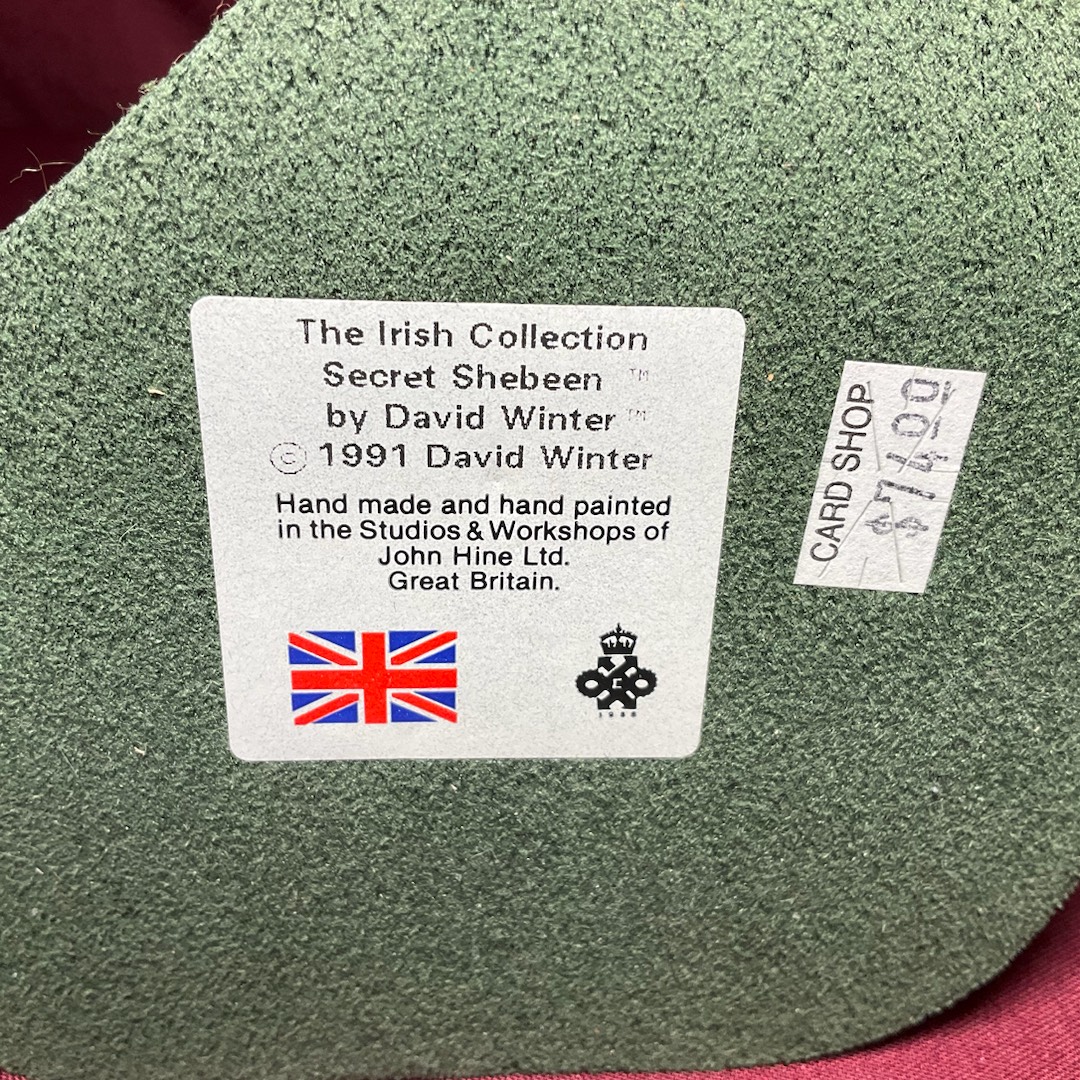 The Irish Collection
Secret Shebeen ™
by David Winter ™
© 1991 David Winter
Hand made and hand painted
in the Studios & Workshops of
John Hine Ltd.
Great Britain.
CARD SHOP
$74.00